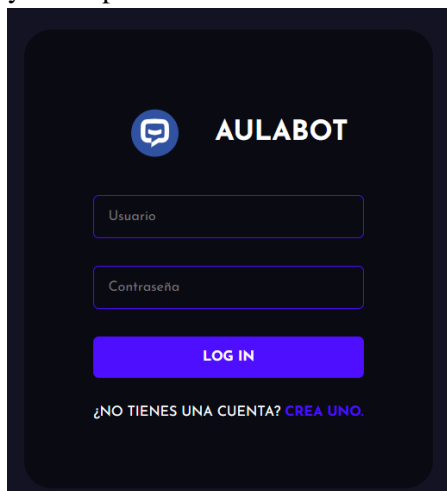 AULABOT
Usuario
Contraseña
LOG IN
¿NO TIENES UNA CUENTA? CREA UNO.